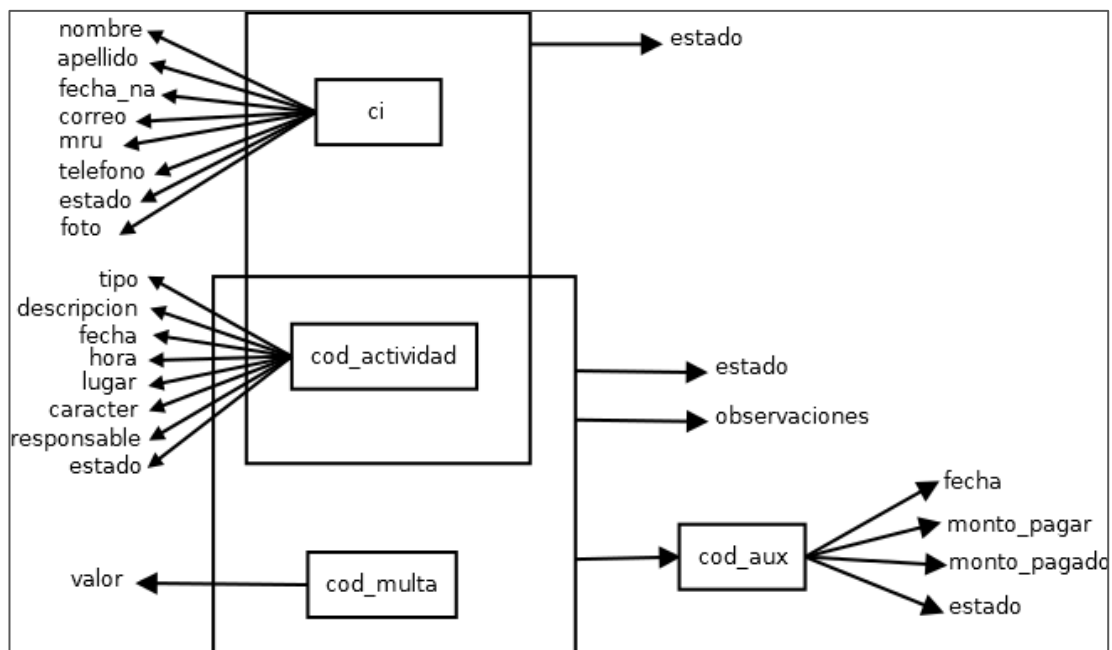 nombre
apellido
fecha_na
correo
mru
telefono
estado
foto
ci
estado
tipo
descripcion
fecha
hora
lugar
caracter
responsable
estado
cod_actividad
estado
observaciones
valor
cod_multa
cod_aux
fecha
monto_pagar
monto_pagado
estado